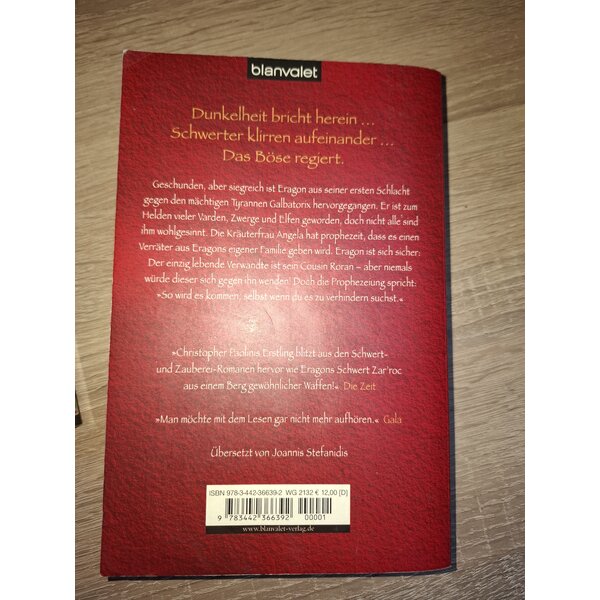 blanvalet
Dunkelheit bricht herein ...
Schwerter klirren aufeinander ...
Das Böse regiert.
Geschunden, aber siegreich ist Eragon aus seiner ersten Schlacht
gegen den mächtigen Tyrannen Galbatorix hervorgegangen. Er ist zum
Helden vieler Varden, Zwerge und Elfen geworden, doch nicht alle sind
ihm wohlgesinnt. Die Kräuterfrau Angela hat prophezeit, dass es einen
Verräter aus Eragons eigener Familie geben wird. Eragon ist sich sicher:
Der einzig lebende Verwandte ist sein Cousin Roran – aber niemals
würde dieser sich gegen ihn wenden! Doch die Prophezeiung spricht:
»So wird es kommen, selbst wenn du es zu verhindern suchst.«
»Christopher Paolinis Erstling blitzt aus den Schwert-
und Zauberei-Romanen hervor wie Eragons Schwert Zar'roc
aus einem Berg gewöhnlicher Waffen!« Die Zeit
»Man möchte mit dem Lesen gar nicht mehr aufhören.« Gala
Übersetzt von Joannis Stefanidis
ISBN 978-3-442-36639-2 WG 2132 € 12,00 [D]
9 783442 366392 00001
www.blanvalet-verlag.de